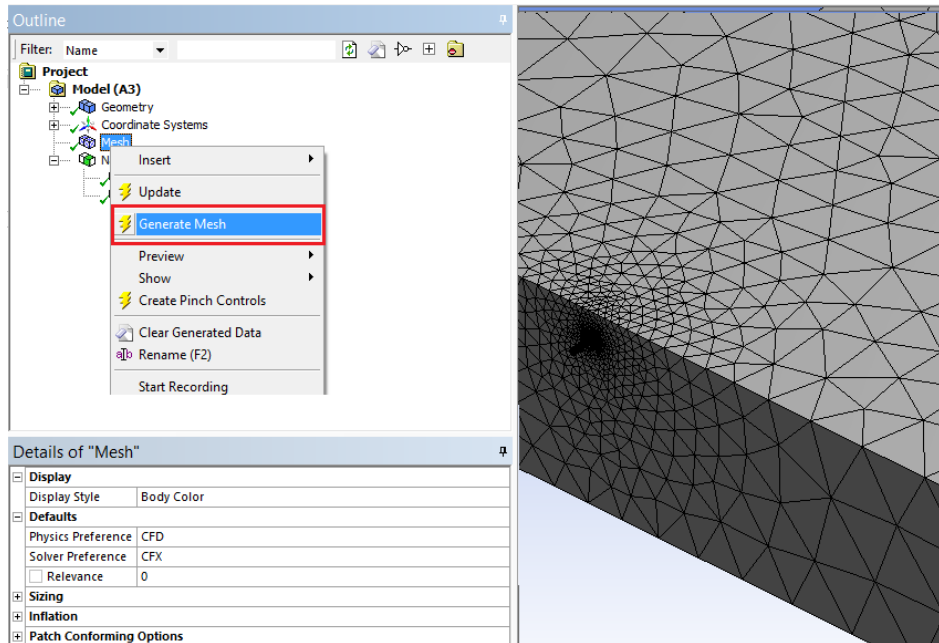 Outline
Filter: Name
Project
Model (A3)
Geometry
Coordinate Systems
Mesh
N
Insert
Update
Generate Mesh
Preview
Show
Create Pinch Controls
Clear Generated Data
Rename (F2)
Start Recording
Details of "Mesh"
Display
Display Style Body Color
Defaults
Physics Preference CFD
Solver Preference CFX
Relevance 0
Sizing
Inflation
Patch Conforming Options